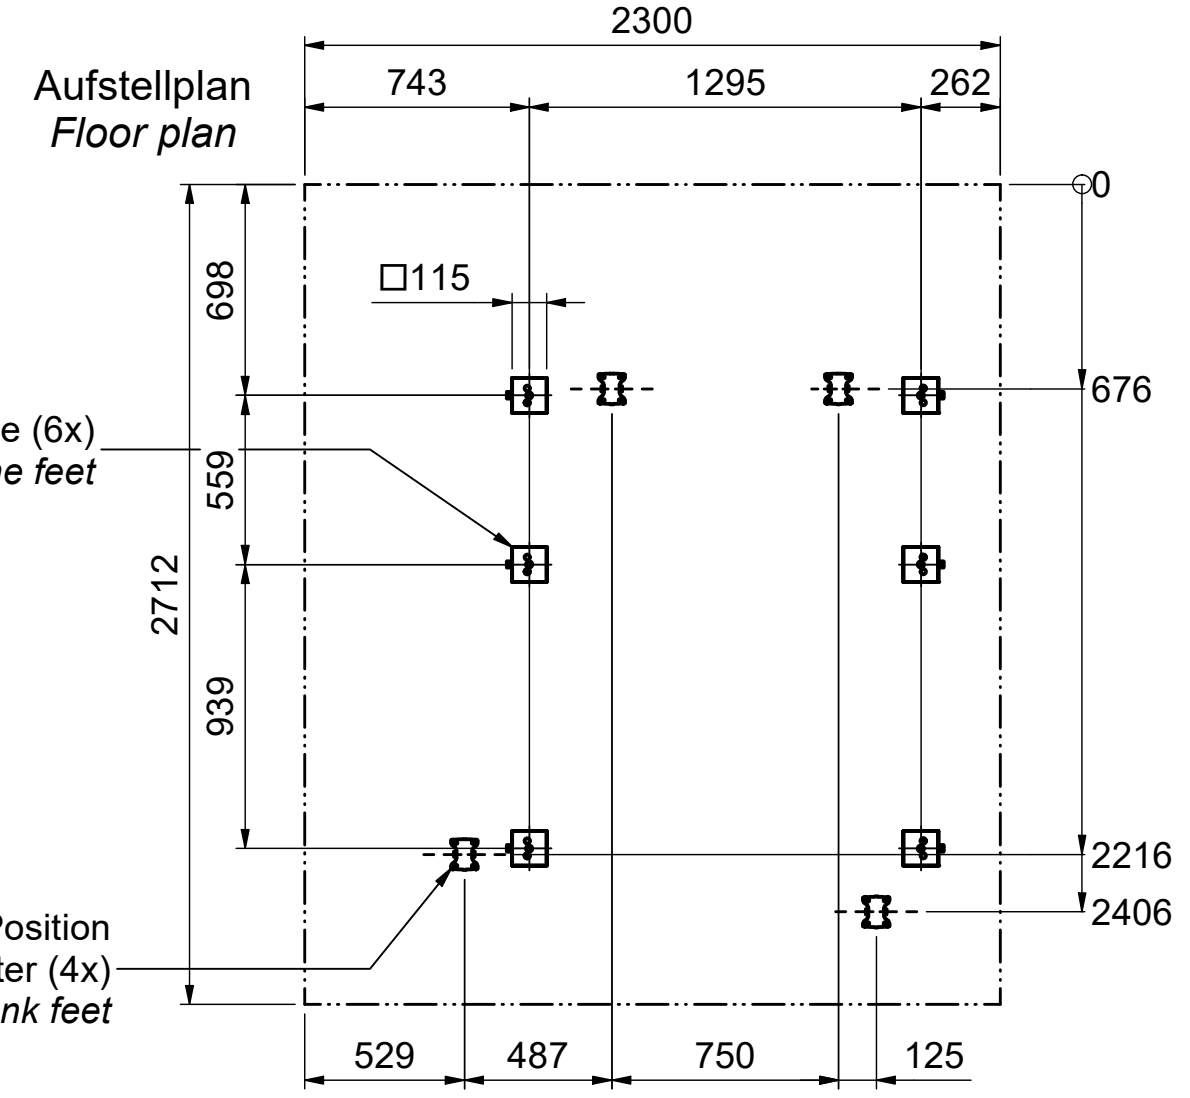 2300
Aufstellplan
Floor plan
743
1295
262
0
698
□115
676
e (6x)
e feet
559
2712
939
2216
2406
Position
ter (4x)
nk feet
529
487
750
125